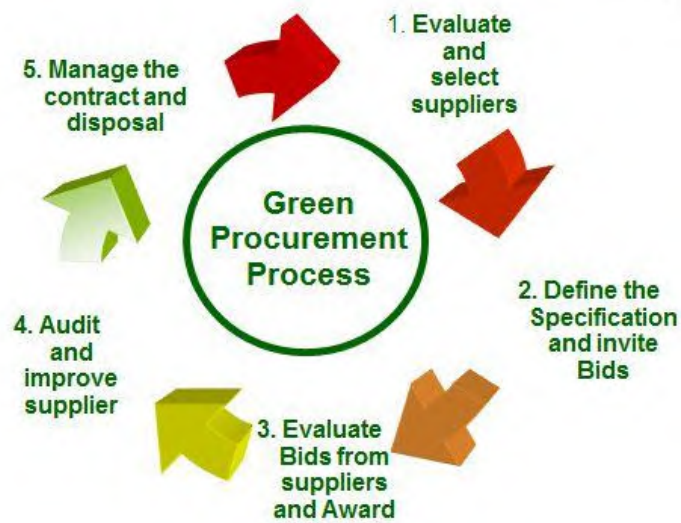 Green
Procurement
Process
1. Evaluate
and
select
suppliers
2. Define the
Specification
and invite
Bids
3. Evaluate
Bids from
suppliers
and Award
4. Audit
and
improve
supplier
5. Manage the
contract and
disposal